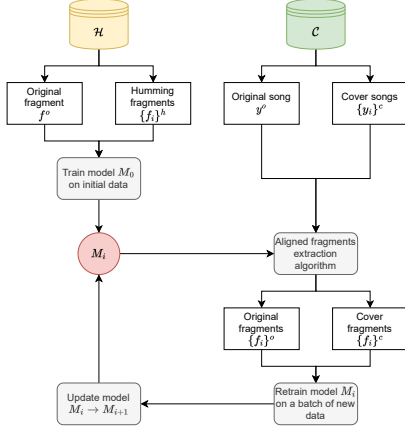 𝓗
𝓒
Original
fragment
f^o
Humming
fragments
{f_i}^h
Original song
y^o
Cover songs
{y_i}^c
Train model M_0
on initial data
M_i
Aligned fragments
extraction
algorithm
Original
fragments
{f_i}^o
Cover
fragments
{f_i}^c
Update model
M_i → M_{i+1}
Retrain model M_i
on a batch of new
data